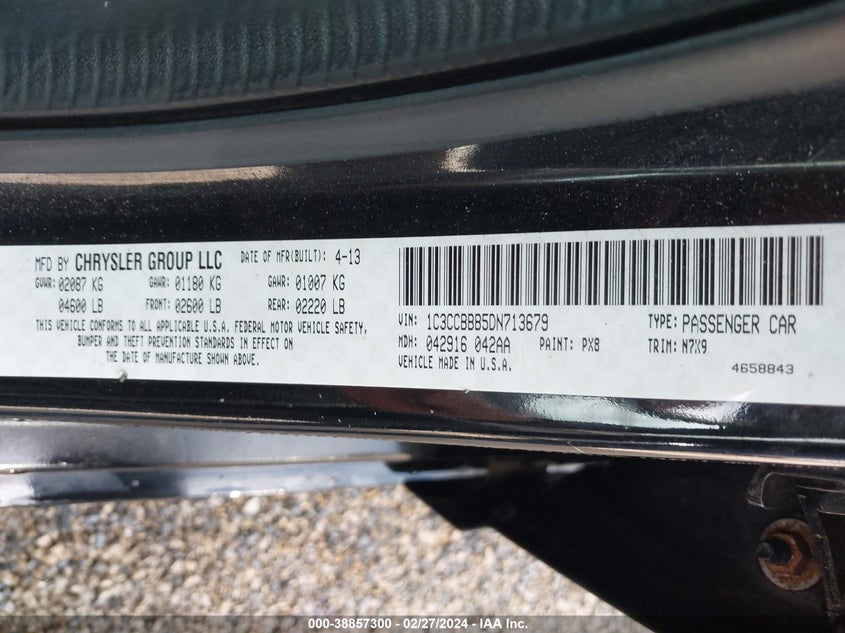 MFD BY CHRYSLER GROUP LLC DATE OF MFR(BUILT): 4-13
GVWR: 02087 KG GAWR: 01180 KG GAWR: 01007 KG
04600 LB FRONT: 02600 LB REAR: 02220 LB
THIS VEHICLE CONFORMS TO ALL APPLICABLE U.S.A. FEDERAL MOTOR VEHICLE SAFETY,
BUMPER AND THEFT PREVENTION STANDARDS IN EFFECT ON
THE DATE OF MANUFACTURE SHOWN ABOVE.
VIN: 1C3CCBBB5DN713679 TYPE: PASSENGER CAR
MDH: 042916 042AA PAINT: PX8 TRIM: N7X9
VEHICLE MADE IN U.S.A. 4658843
000-38857300 - 02/27/2024 - IAA Inc.